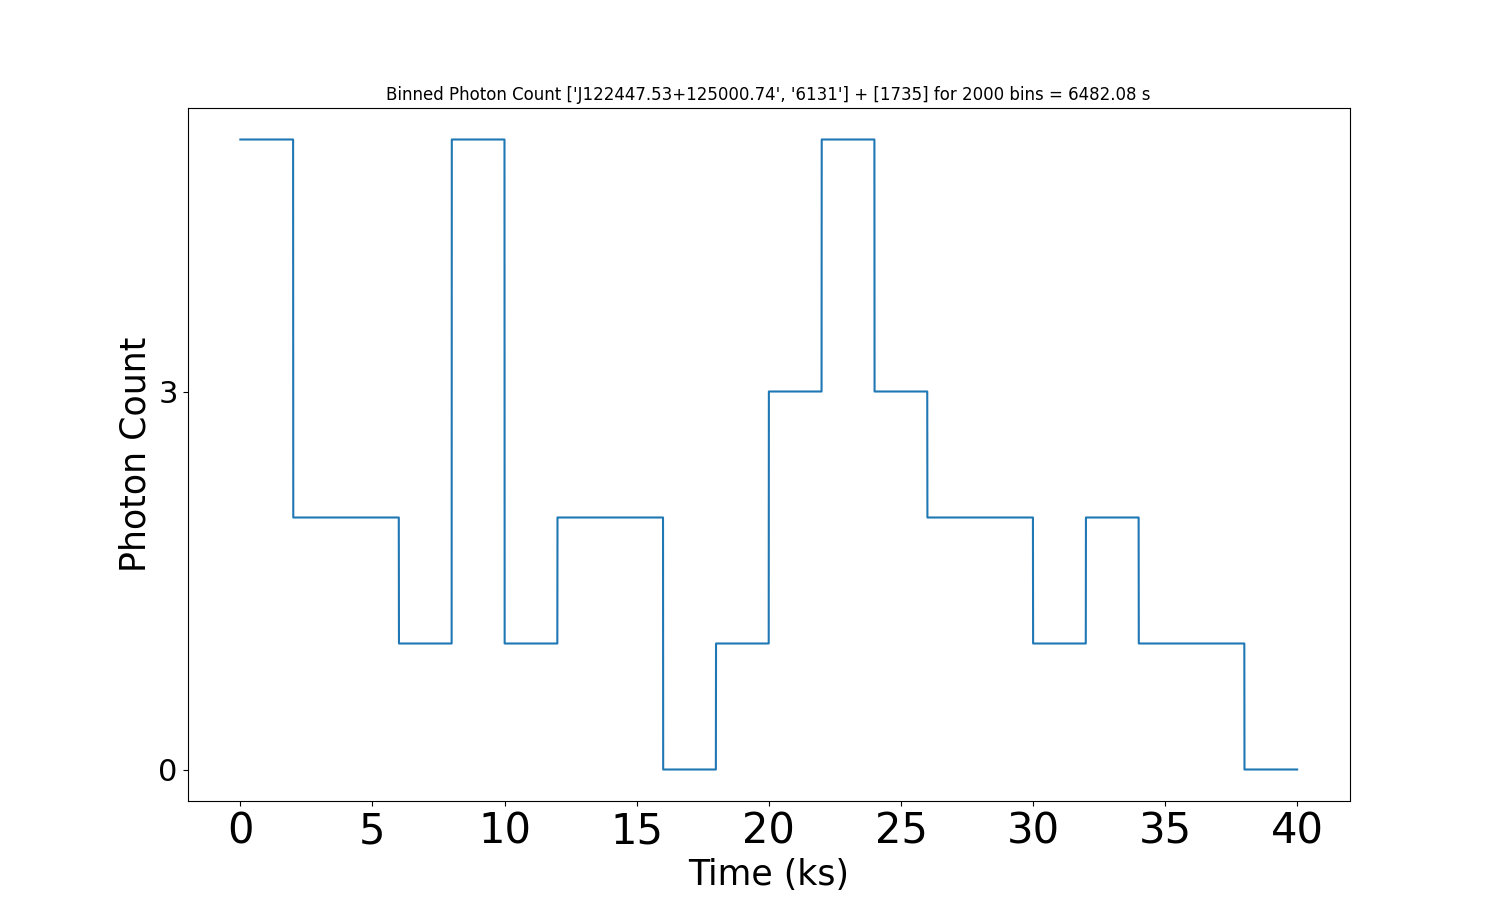 Binned Photon Count ['J122447.53+125000.74', '6131'] + [1735] for 2000 bins = 6482.08 s
Photon Count
3
0
0 5 10 15 20 25 30 35 40
Time (ks)